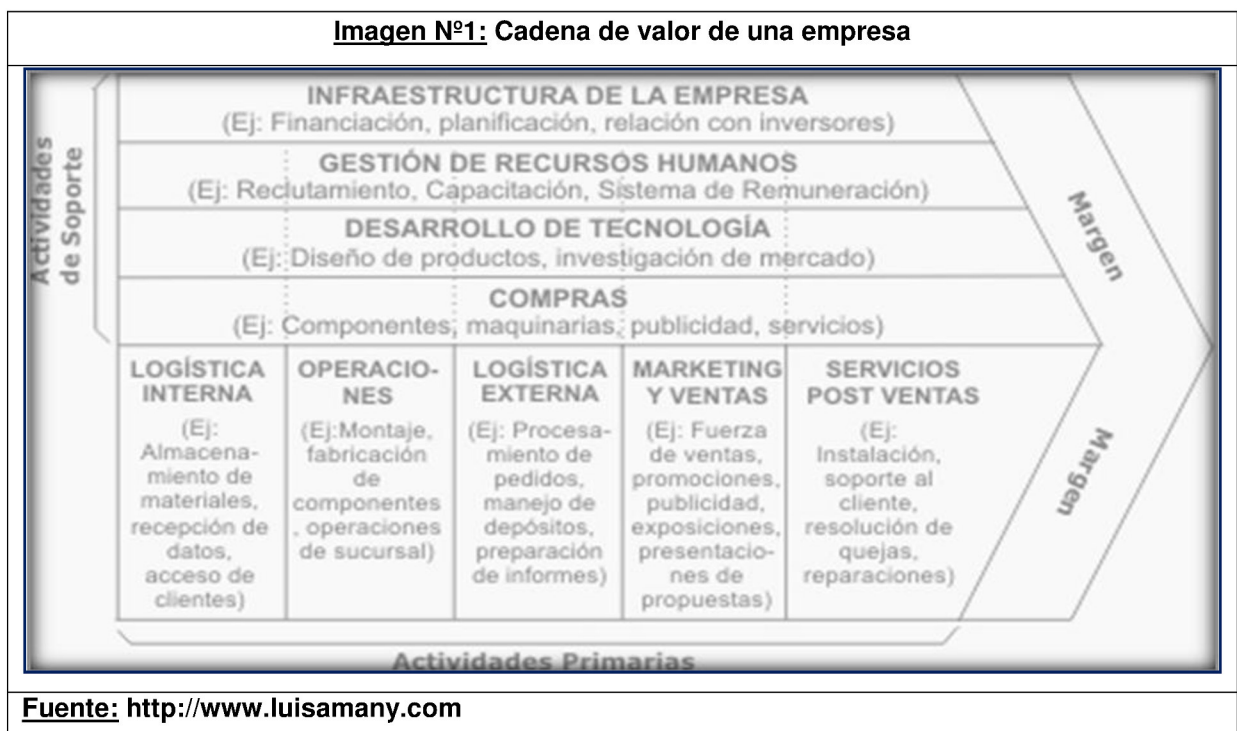 Imagen Nº1: Cadena de valor de una empresa
Actividades
de Soporte
INFRAESTRUCTURA DE LA EMPRESA
(Ej: Financiación, planificación, relación con inversores)
GESTIÓN DE RECURSOS HUMANOS
(Ej: Reclutamiento, Capacitación, Sistema de Remuneración)
DESARROLLO DE TECNOLOGÍA
(Ej: Diseño de productos, investigación de mercado)
COMPRAS
(Ej: Componentes, maquinarias, publicidad, servicios)
Margen
LOGÍSTICA
INTERNA
(Ej:
Almacena-
miento de
materiales,
recepción de
datos,
acceso de
clientes)
OPERACIO-
NES
(Ej:Montaje,
fabricación
de
componentes
, operaciones
de sucursal)
LOGÍSTICA
EXTERNA
(Ej: Procesa-
miento de
pedidos,
manejo de
depósitos,
preparación
de informes)
MARKETING
Y VENTAS
(Ej: Fuerza
de ventas,
promociones,
publicidad,
exposiciones,
presentacio-
nes de
propuestas)
SERVICIOS
POST VENTAS
(Ej:
Instalación,
soporte al
cliente,
resolución de
quejas,
reparaciones)
Margen
Actividades Primarias
Fuente: http://www.luisamany.com